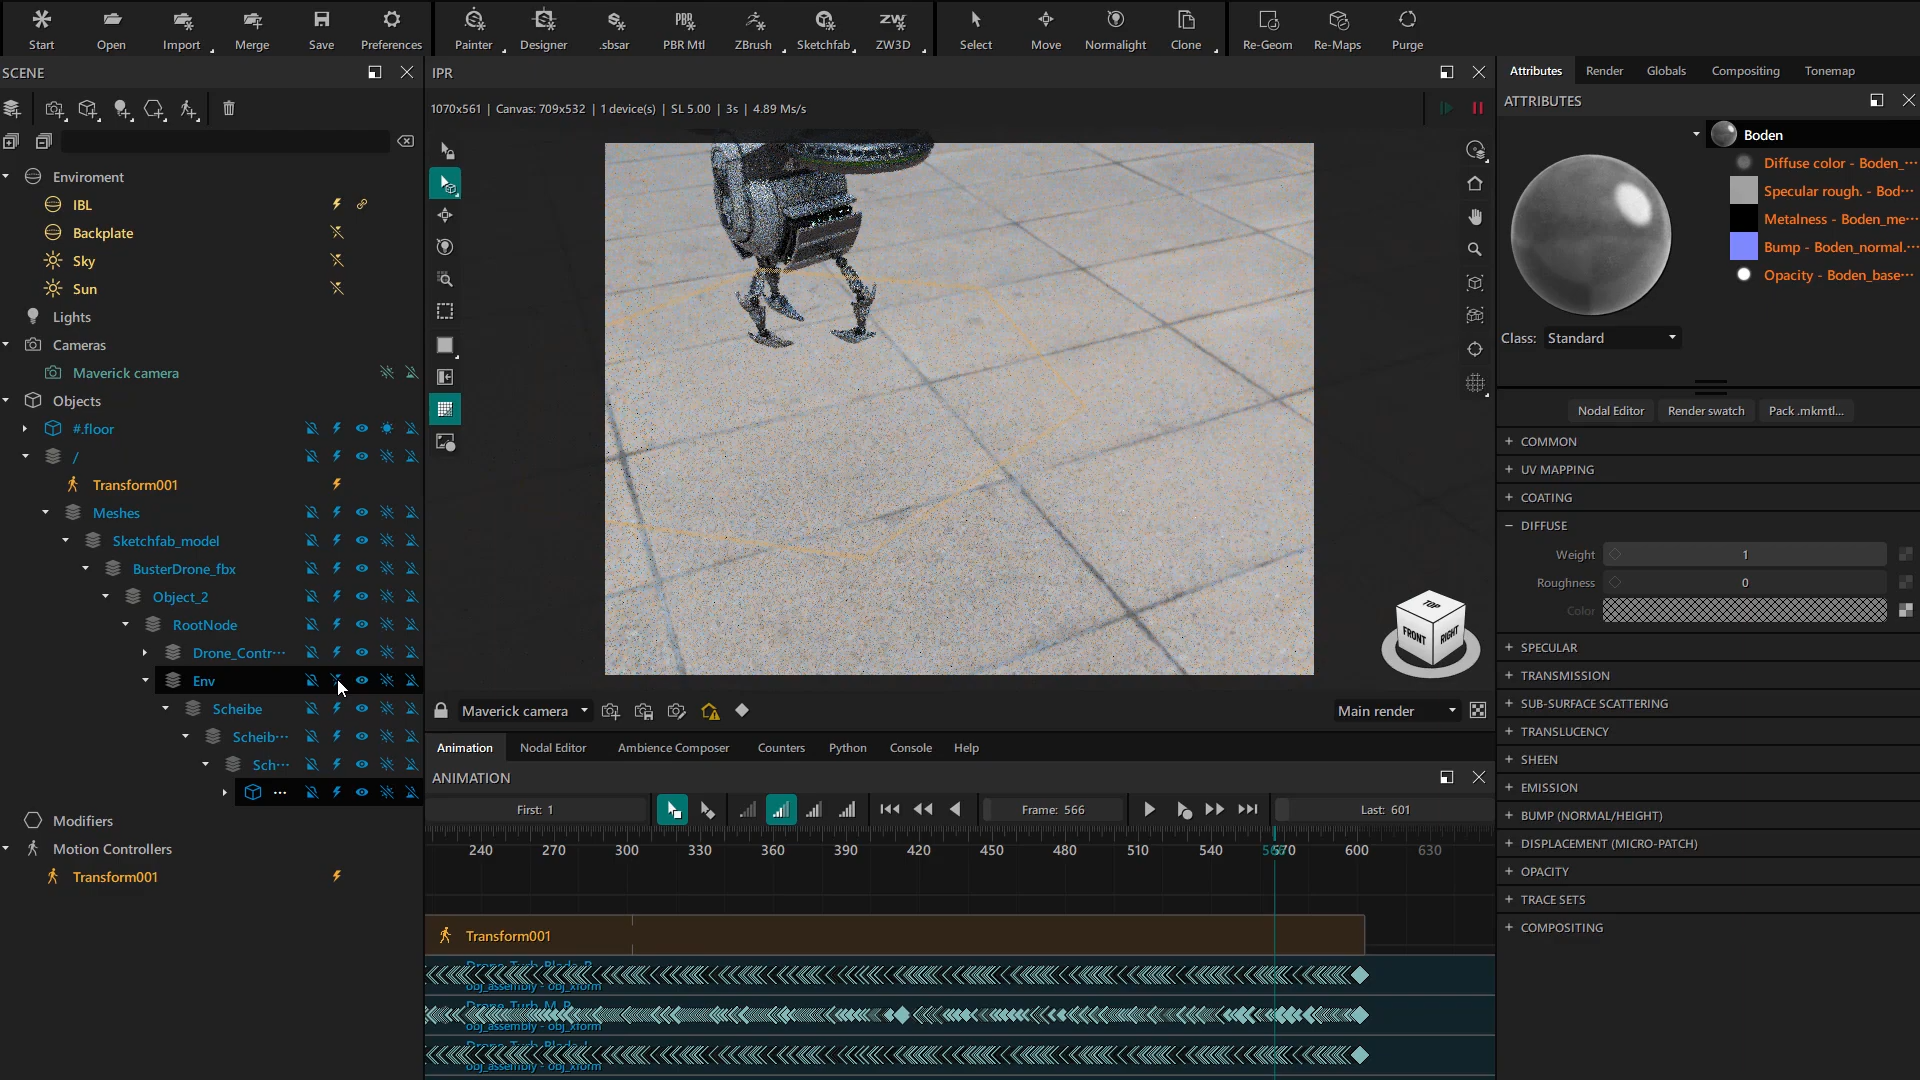 Start Open Import Merge Save Preferences Painter Designer .sbsar PBR Mtl ZBrush Sketchfab ZW3D Select Move Normalight Clone Re-Geom Re-Maps Purge
SCENE
Enviroment
IBL
Backplate
Sky
Sun
Lights
Cameras
Maverick camera
Objects
#.floor
/
Transform001
Meshes
Sketchfab_model
BusterDrone_fbx
Object_2
RootNode
Drone_Contr···
Env
Scheibe
Scheib···
Sch···
···
Modifiers
Motion Controllers
Transform001
IPR
1070x561 | Canvas: 709x532 | 1 device(s) | SL 5.00 | 3s | 4.89 Ms/s
TOP
FRONT RIGHT
Maverick camera
Main render
Animation Nodal Editor Ambience Composer Counters Python Console Help
ANIMATION
First: 1 Frame: 566 Last: 601
240 270 300 330 360 390 420 450 480 510 540 570 600 630
Transform001
Drone_Turb_Blade_R
obj_assembly - obj_xform
Drone_Turb_M_R
obj_assembly - obj_xform
Drone_Turb_Blade_L
obj_assembly - obj_xform
Attributes Render Globals Compositing Tonemap
ATTRIBUTES
Boden
Diffuse color - Boden_···
Specular rough. - Bod···
Metalness - Boden_me···
Bump - Boden_normal.···
Opacity - Boden_base···
Class: Standard
Nodal Editor Render swatch Pack .mkmtl...
+ COMMON
+ UV MAPPING
+ COATING
− DIFFUSE
Weight 1
Roughness 0
Color
+ SPECULAR
+ TRANSMISSION
+ SUB-SURFACE SCATTERING
+ TRANSLUCENCY
+ SHEEN
+ EMISSION
+ BUMP (NORMAL/HEIGHT)
+ DISPLACEMENT (MICRO-PATCH)
+ OPACITY
+ TRACE SETS
+ COMPOSITING